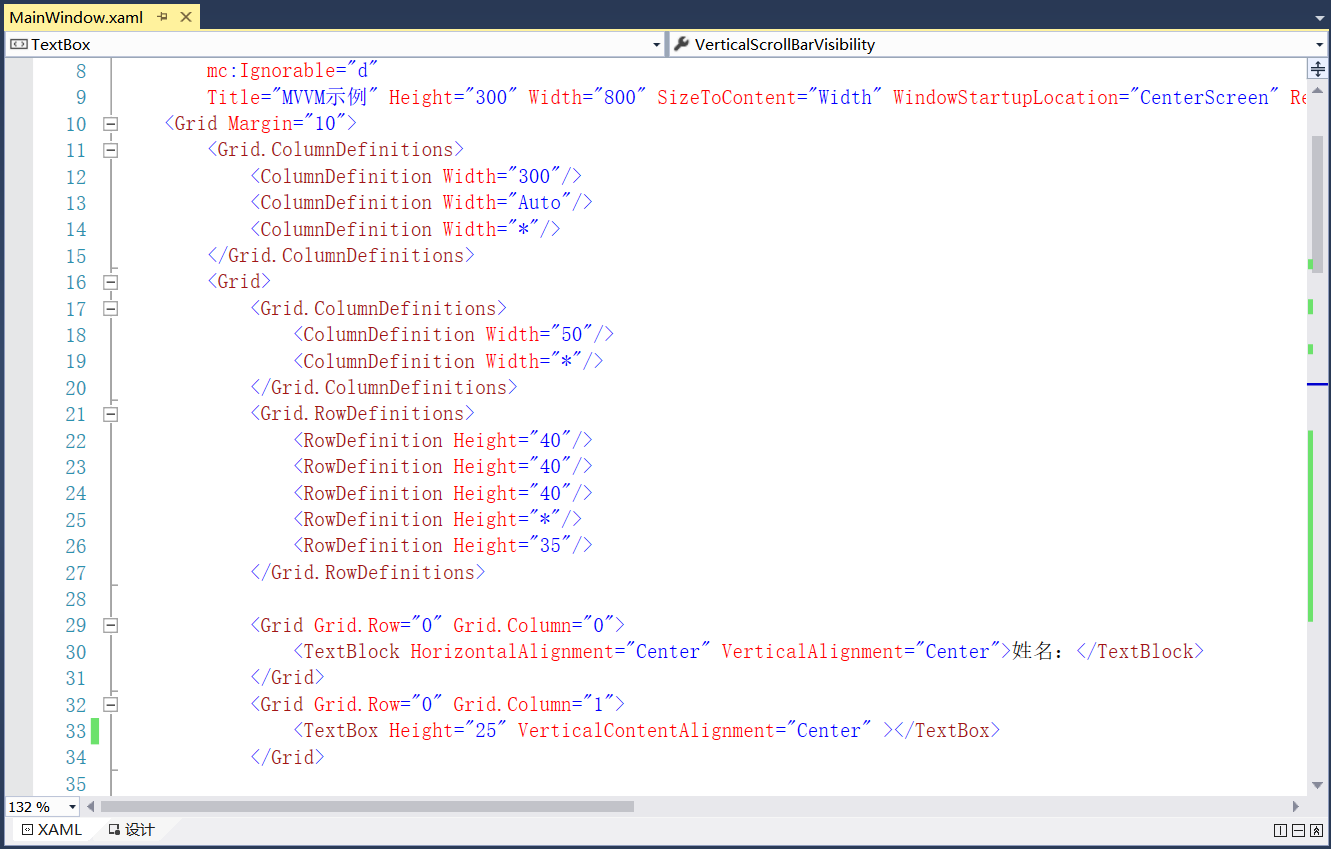 MainWindow.xaml
TextBox VerticalScrollBarVisibility
8 mc:Ignorable="d"
9 Title="MVVM示例" Height="300" Width="800" SizeToContent="Width" WindowStartupLocation="CenterScreen" Re
10 <Grid Margin="10">
11 <Grid.ColumnDefinitions>
12 <ColumnDefinition Width="300"/>
13 <ColumnDefinition Width="Auto"/>
14 <ColumnDefinition Width="*"/>
15 </Grid.ColumnDefinitions>
16 <Grid>
17 <Grid.ColumnDefinitions>
18 <ColumnDefinition Width="50"/>
19 <ColumnDefinition Width="*"/>
20 </Grid.ColumnDefinitions>
21 <Grid.RowDefinitions>
22 <RowDefinition Height="40"/>
23 <RowDefinition Height="40"/>
24 <RowDefinition Height="40"/>
25 <RowDefinition Height="*"/>
26 <RowDefinition Height="35"/>
27 </Grid.RowDefinitions>
28
29 <Grid Grid.Row="0" Grid.Column="0">
30 <TextBlock HorizontalAlignment="Center" VerticalAlignment="Center">姓名：</TextBlock>
31 </Grid>
32 <Grid Grid.Row="0" Grid.Column="1">
33 <TextBox Height="25" VerticalContentAlignment="Center" ></TextBox>
34 </Grid>
35
132 %
XAML 设计